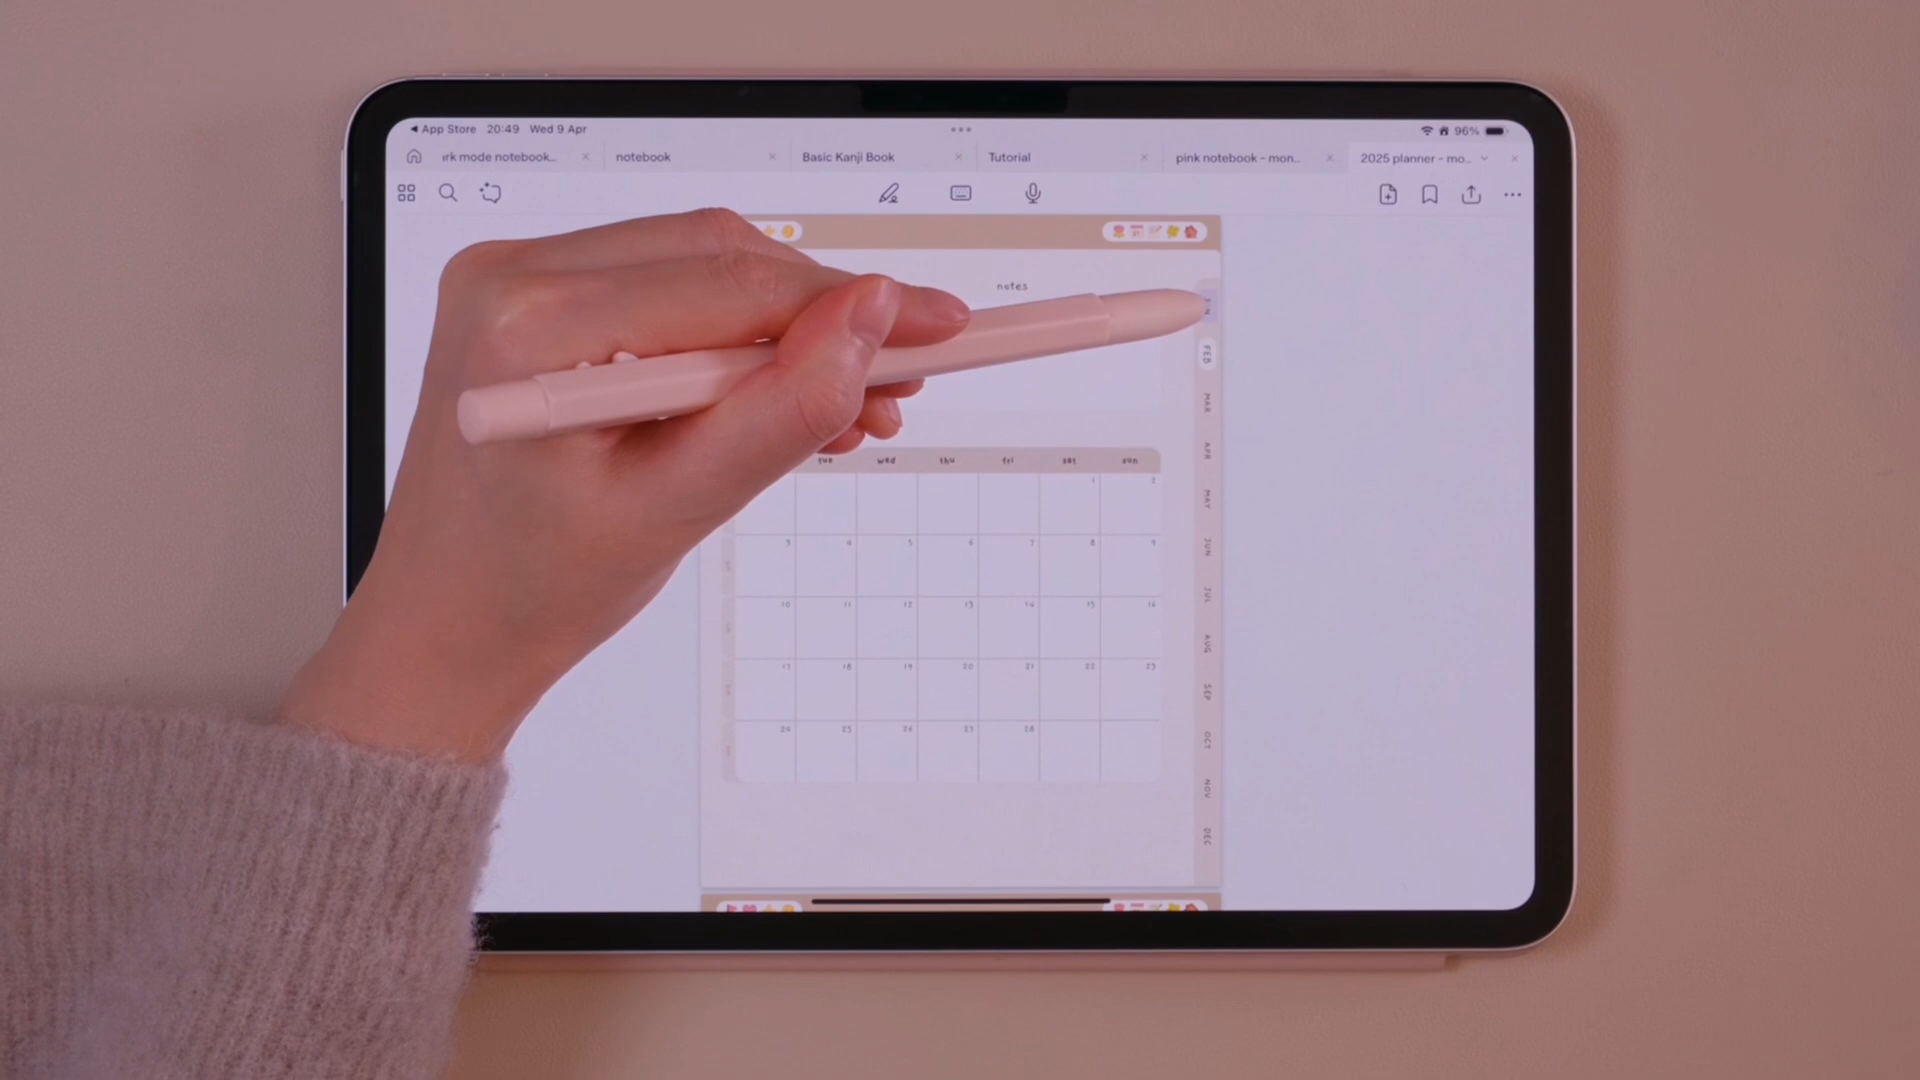 App Store 20:49 Wed 9 Apr 96%
ırk mode notebook... notebook Basic Kanji Book Tutorial pink notebook - mon... 2025 planner - mo...
notes
FEB
MAR
APR
MAY
JUN
JUL
AUG
SEP
OCT
NOV
DEC
tue wed thu fri sat sun
1 2
3 4 5 6 7 8 9
10 11 12 13 14 15 16
17 18 19 20 21 22 23
24 25 26 27 28